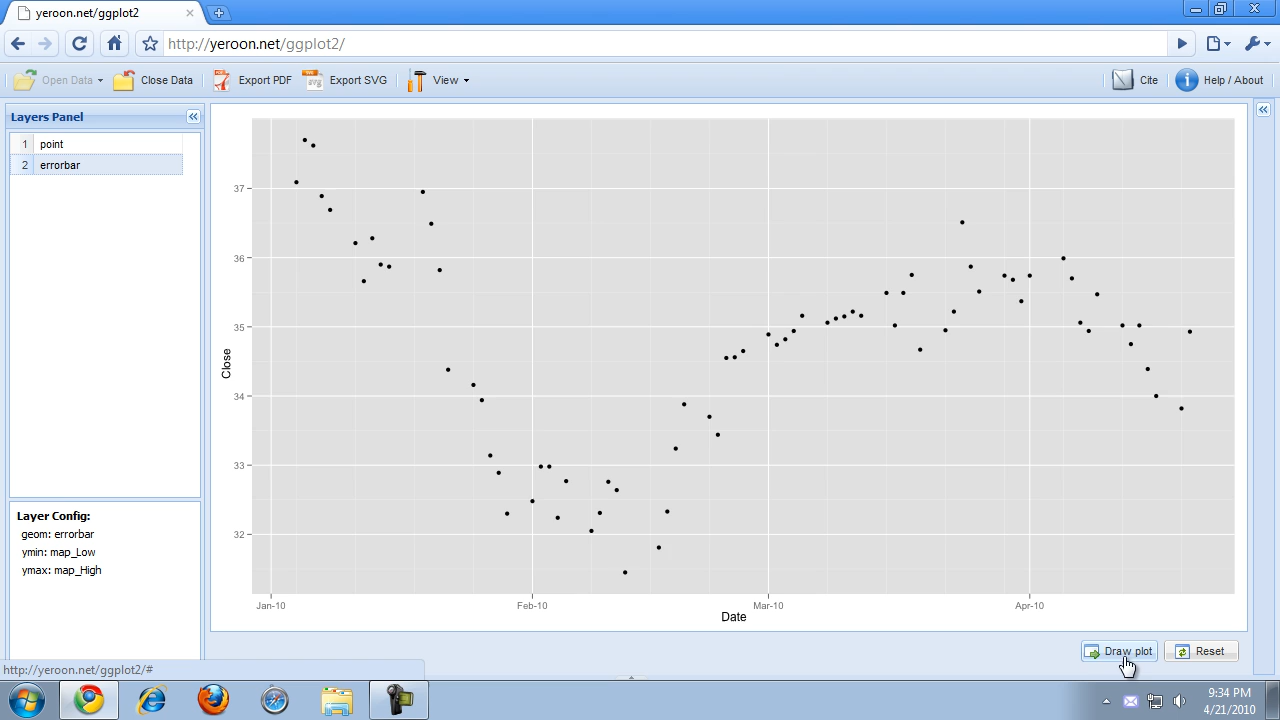 yeroon.net/ggplot2
http://yeroon.net/ggplot2/
Open Data Close Data Export PDF Export SVG View Cite Help / About
Layers Panel
1 point
2 errorbar
Layer Config:
geom: errorbar
ymin: map_Low
ymax: map_High
37
36
35
34
33
32
Close
Jan-10 Feb-10 Mar-10 Apr-10
Date
Draw plot Reset
http://yeroon.net/ggplot2/#
9:34 PM
4/21/2010